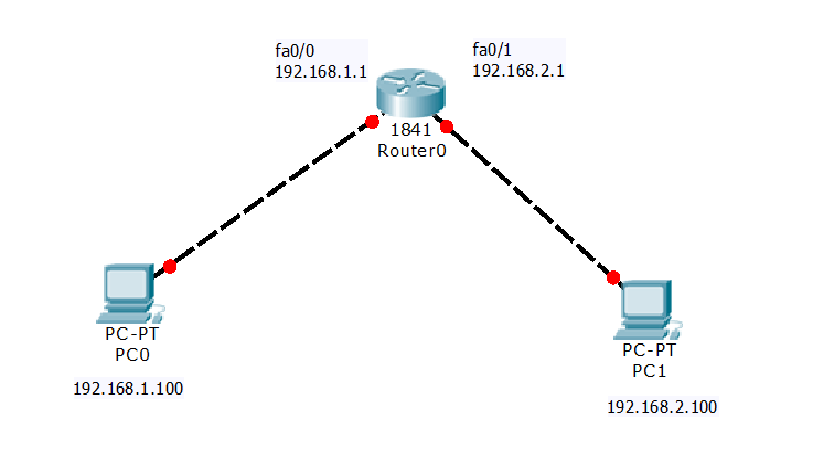 fa0/0
192.168.1.1
fa0/1
192.168.2.1
1841
Router0
PC-PT
PC0
192.168.1.100
PC-PT
PC1
192.168.2.100